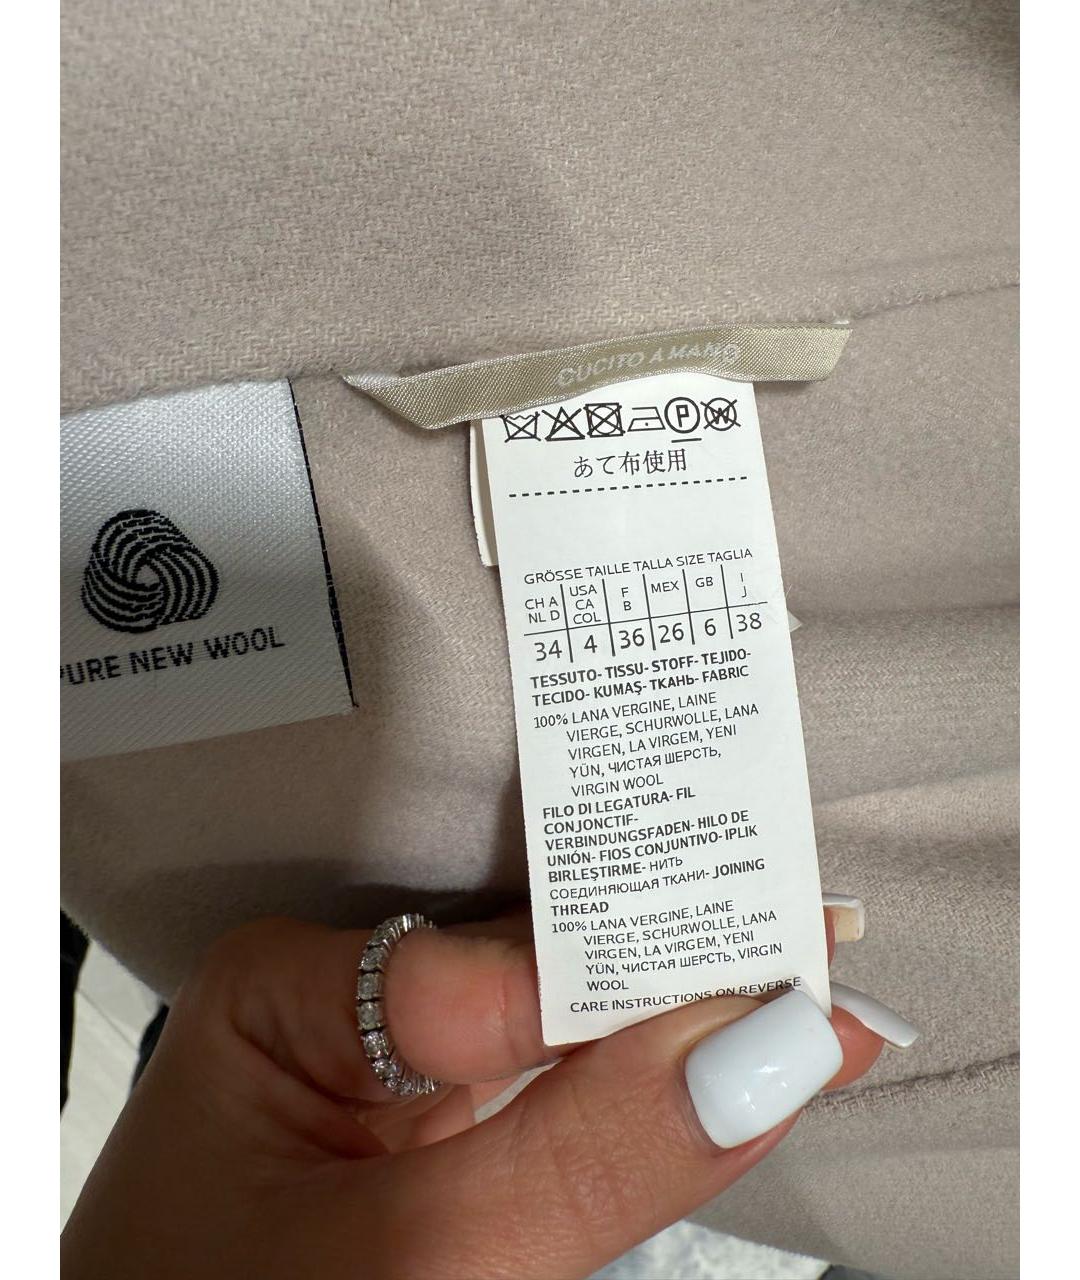 CUCITO A MANO
P
W
あて布使用
PURE NEW WOOL
GRÖSSE TAILLE TALLA SIZE TAGLIA
CH A NL D
USA CA COL
F B
MEX
GB
I J
34 4 36 26 6 38
TESSUTO- TISSU- STOFF- TEJIDO-
TECIDO- KUMAŞ- ТКАНЬ- FABRIC
100% LANA VERGINE, LAINE
VIERGE, SCHURWOLLE, LANA
VIRGEN, LA VIRGEM, YENI
YÜN, ЧИСТАЯ ШЕРСТЬ,
VIRGIN WOOL
FILO DI LEGATURA- FIL
CONJONCTIF-
VERBINDUNGSFADEN- HILO DE
UNIÓN- FIOS CONJUNTIVO- IPLIK
BIRLEŞTIRME- НИТЬ
СОЕДИНЯЮЩАЯ ТКАНИ- JOINING
THREAD
100% LANA VERGINE, LAINE
VIERGE, SCHURWOLLE, LANA
VIRGEN, LA VIRGEM, YENI
YÜN, ЧИСТАЯ ШЕРСТЬ, VIRGIN
WOOL
CARE INSTRUCTIONS ON REVERSE